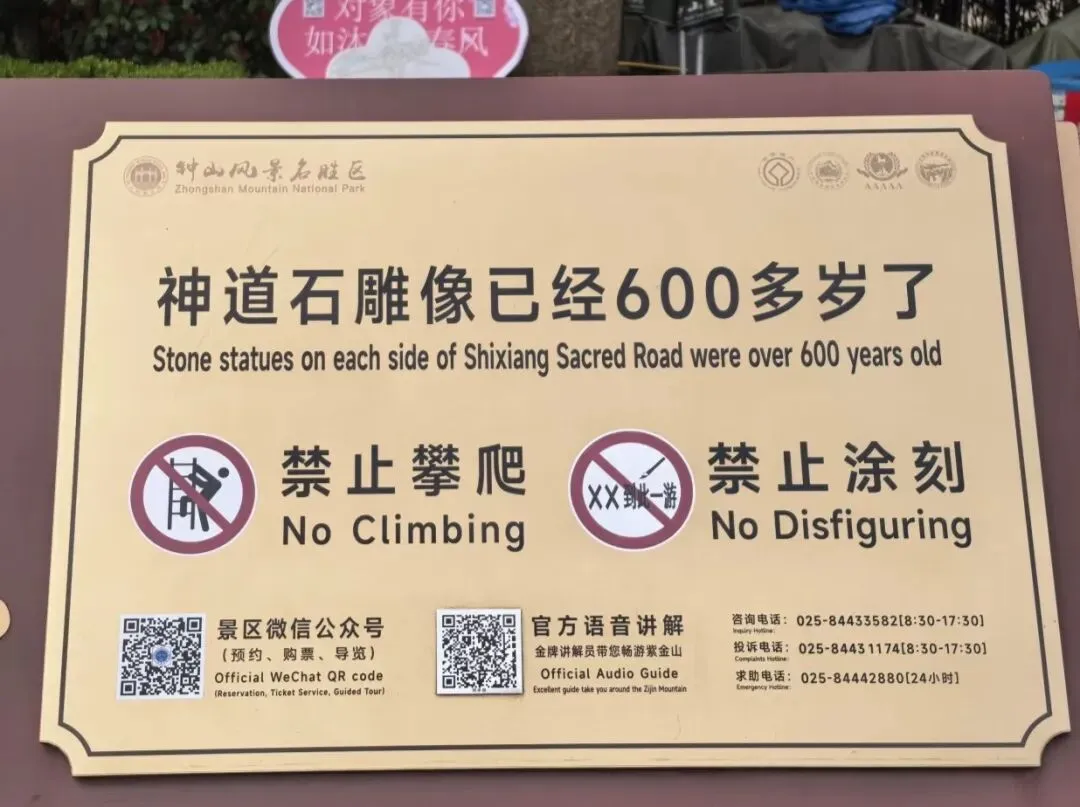 对象有你
如沐春风
钟山风景名胜区
Zhongshan Mountain National Park
AAAAA
神道石雕像已经600多岁了
Stone statues on each side of Shixiang Sacred Road were over 600 years old
禁止攀爬
No Climbing
XX到此一游
禁止涂刻
No Disfiguring
景区微信公众号
(预约、购票、导览)
Official WeChat QR code
(Reservation, Ticket Service, Guided Tour)
官方语音讲解
金牌讲解员带您畅游紫金山
Official Audio Guide
Excellent guide take you around the Zijin Mountain
咨询电话: 025-84433582[8:30-17:30]
Inquiry Hotline:
投诉电话: 025-84431174[8:30-17:30]
Complaints Hotline:
求助电话: 025-84442880[24小时]
Emergency Hotline: